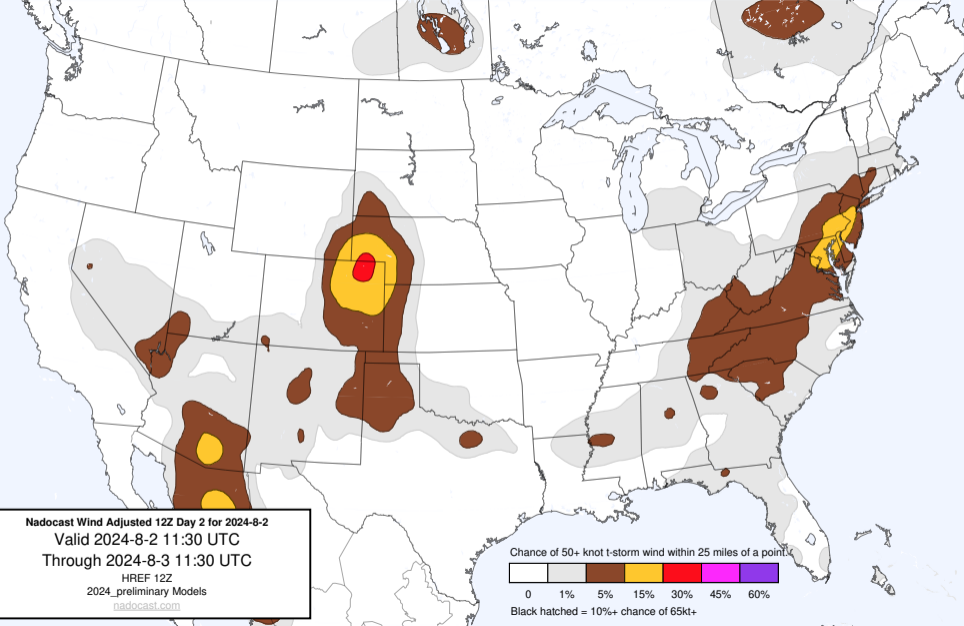 Nadocast Wind Adjusted 12Z Day 2 for 2024-8-2
Valid 2024-8-2 11:30 UTC
Through 2024-8-3 11:30 UTC
HREF 12Z
2024_preliminary Models
nadocast.com
Chance of 50+ knot t-storm wind within 25 miles of a point.
0 1% 5% 15% 30% 45% 60%
Black hatched = 10%+ chance of 65kt+